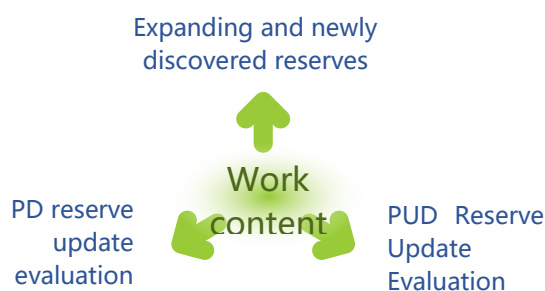 Expanding and newly
discovered reserves
Work
content
PD reserve
update
evaluation
PUD Reserve
Update
Evaluation